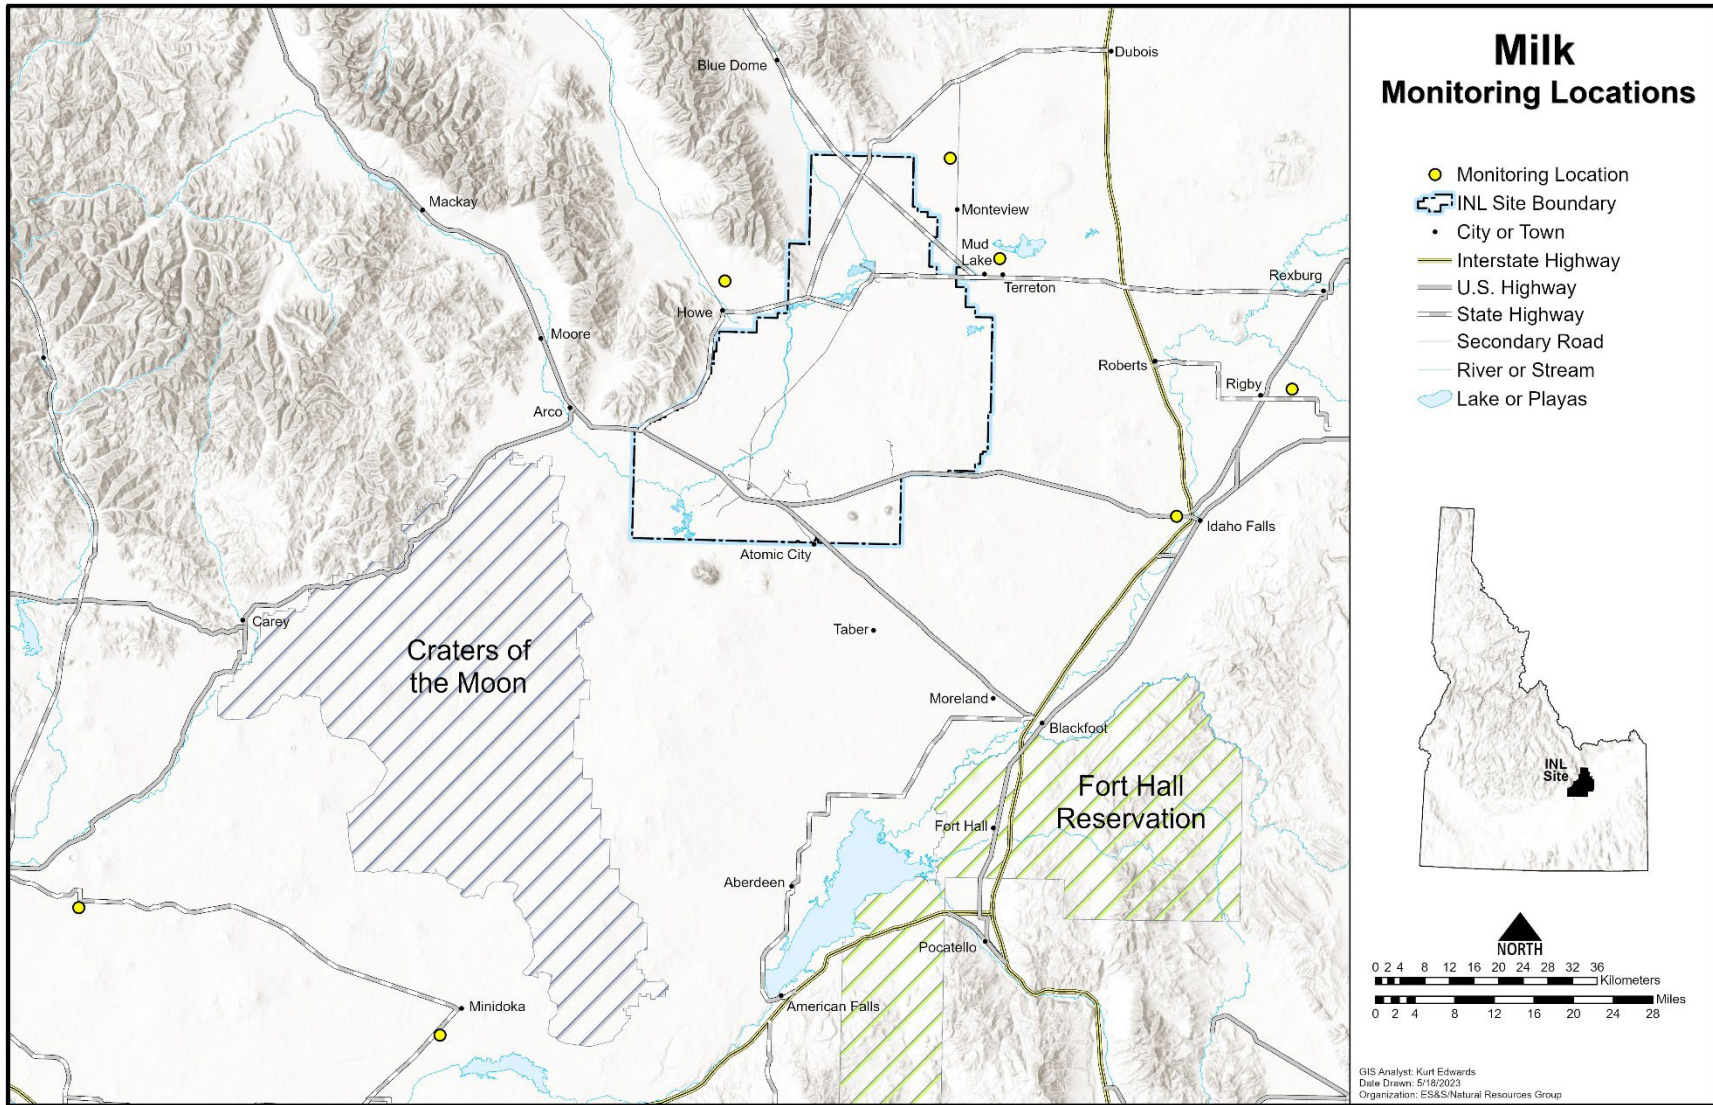 Milk
Monitoring Locations
Monitoring Location
INL Site Boundary
City or Town
Interstate Highway
U.S. Highway
State Highway
Secondary Road
River or Stream
Lake or Playas
INL
Site
NORTH
0 2 4 8 12 16 20 24 28 32 36
Kilometers
Miles
0 2 4 8 12 16 20 24 28
GIS Analyst: Kurt Edwards
Date Drawn: 5/18/2023
Organization: ES&S/Natural Resources Group
Dubois
Blue Dome
Mackay
Monteview
Mud
Lake
Terreton
Rexburg
Howe
Moore
Roberts
Rigby
Arco
Idaho Falls
Atomic City
Carey
Taber
Craters of
the Moon
Moreland
Blackfoot
Fort Hall
Reservation
Fort Hall
Aberdeen
Pocatello
American Falls
Minidoka